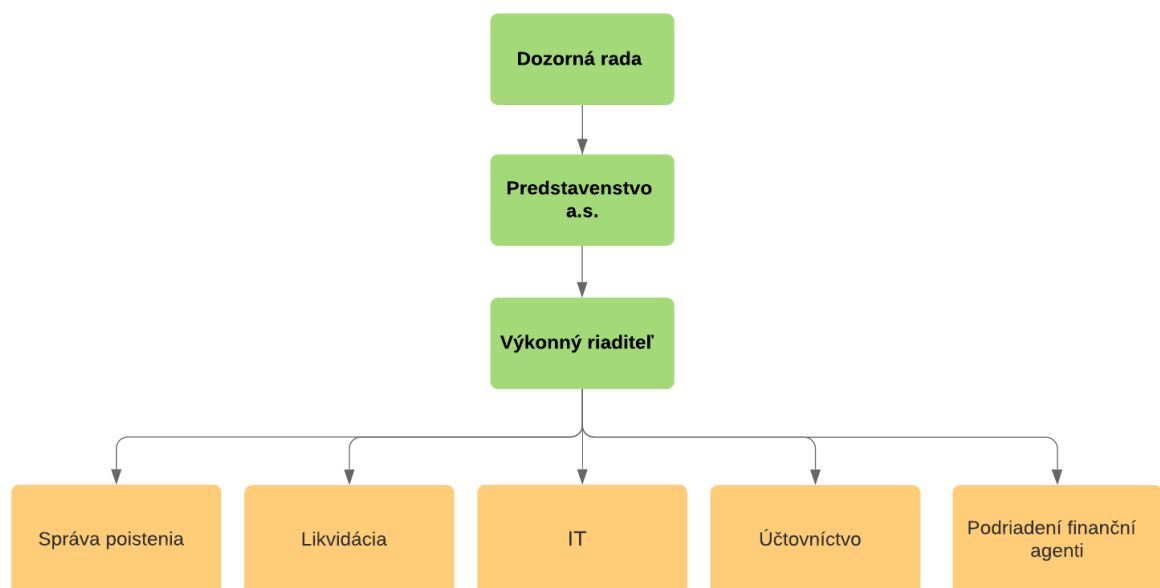 Dozorná rada
Predstavenstvo
a.s.
Výkonný riaditeľ
Správa poistenia
Likvidácia
IT
Účtovníctvo
Podriadení finanční
agenti